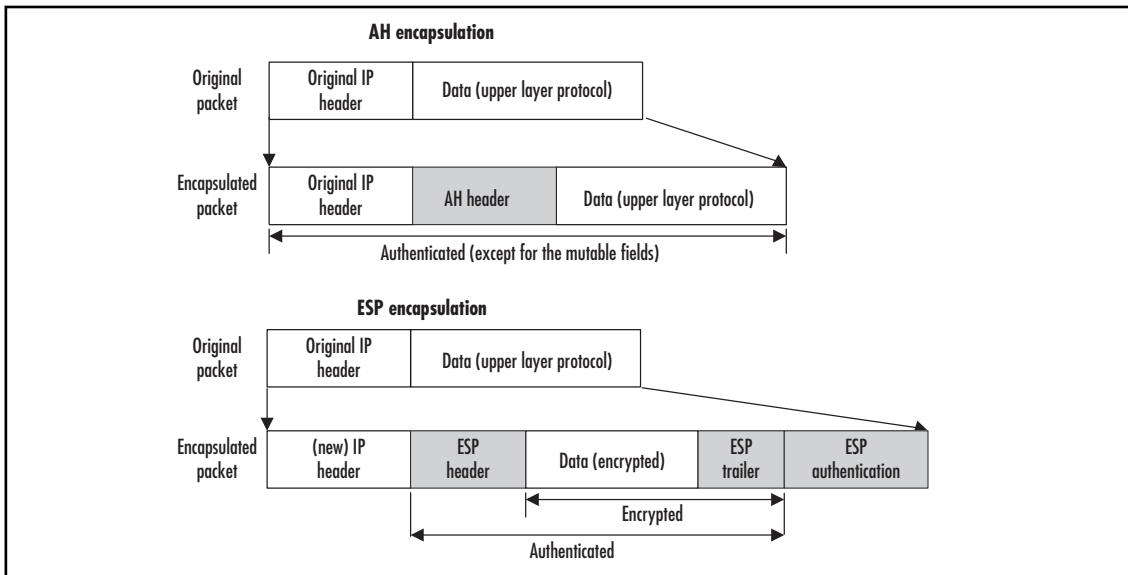 AH encapsulation
Original
packet
Original IP
header
Data (upper layer protocol)
Encapsulated
packet
Original IP
header
AH header
Data (upper layer protocol)
Authenticated (except for the mutable fields)
ESP encapsulation
Original
packet
Original IP
header
Data (upper layer protocol)
Encapsulated
packet
(new) IP
header
ESP
header
Data (encrypted)
ESP
trailer
ESP
authentication
Encrypted
Authenticated